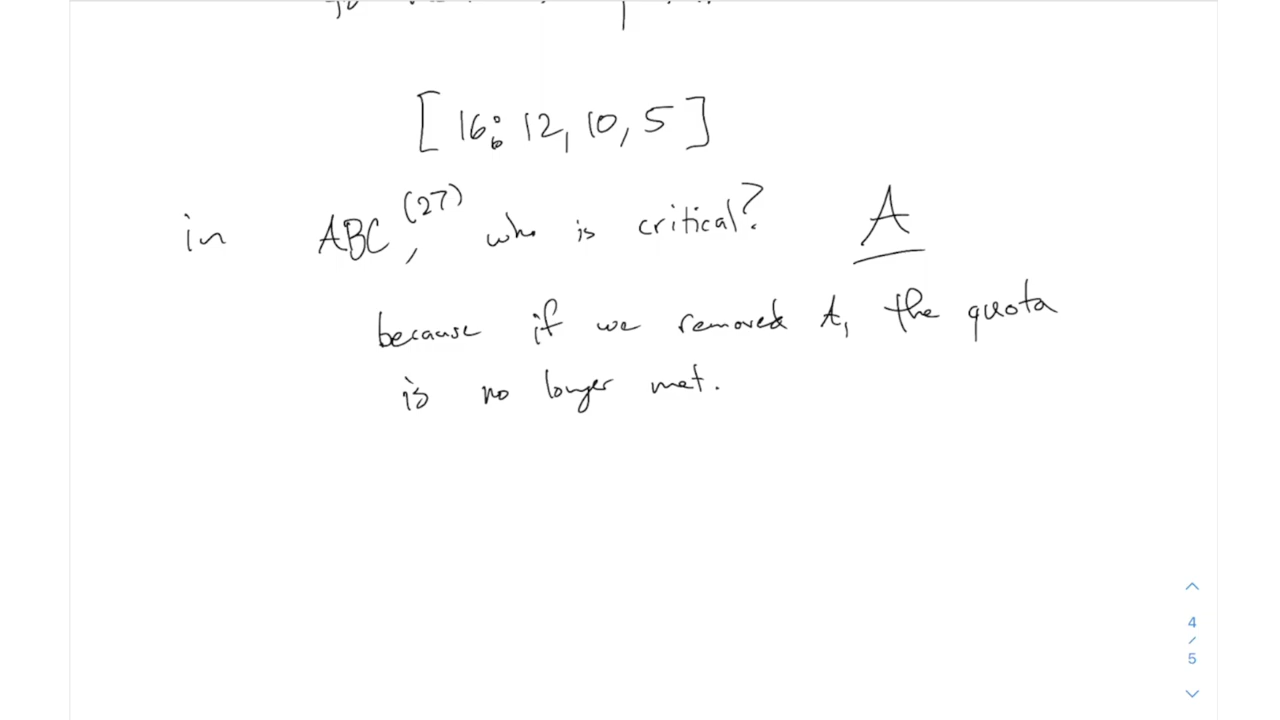 [ 16: 12, 10, 5 ]
in ABC (27), who is critical? A
because if we removed A, the quota
is no longer met.
4
/
5